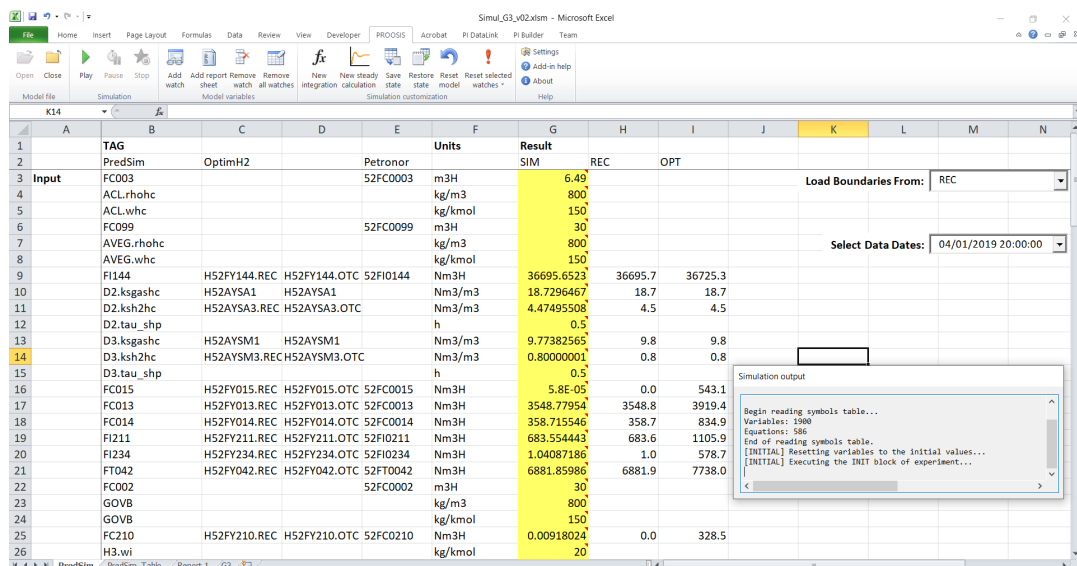 Simul_G3_v02.xlsm - Microsoft Excel
File Home Insert Page Layout Formulas Data Review View Developer PROOSIS Acrobat PI DataLink PI Builder Team
Open Close Play Pause Stop Add watch Add report sheet Remove watch Remove all watches New integration New steady calculation Save state Restore state Reset model Reset selected watches Settings
Add-in help
About
Model file Simulation Model variables Simulation customization Help
K14 fx
A B C D E F G H I J K L M N
1 TAG Units Result
2 PredSim OptimH2 Petronor SIM REC OPT
3 Input FC003 52FC0003 m3H 6.49 Load Boundaries From: REC
4 ACL.rhohc kg/m3 800
5 ACL.whc kg/kmol 150
6 FC099 52FC0099 m3H 30
7 AVEG.rhohc kg/m3 800 Select Data Dates: 04/01/2019 20:00:00
8 AVEG.whc kg/kmol 150
9 FI144 H52FY144.REC H52FY144.OTC 52FI0144 Nm3H 36695.6523 36695.7 36725.3
10 D2.ksgashc H52AYSA1 H52AYSA1 Nm3/m3 18.7296467 18.7 18.7
11 D2.ksh2hc H52AYSA3.REC H52AYSA3.OTC Nm3/m3 4.47495508 4.5 4.5
12 D2.tau_shp h 0.5
13 D3.ksgashc H52AYSM1 H52AYSM1 Nm3/m3 9.77382565 9.8 9.8
14 D3.ksh2hc H52AYSM3.REC H52AYSM3.OTC Nm3/m3 0.80000001 0.8 0.8
15 D3.tau_shp h 0.5
16 FC015 H52FY015.REC H52FY015.OTC 52FC0015 Nm3H 5.8E-05 0.0 543.1
17 FC013 H52FY013.REC H52FY013.OTC 52FC0013 Nm3H 3548.77954 3548.8 3919.4
18 FC014 H52FY014.REC H52FY014.OTC 52FC0014 Nm3H 358.715546 358.7 834.9
19 FI211 H52FY211.REC H52FY211.OTC 52FI0211 Nm3H 683.554443 683.6 1105.9
20 FI234 H52FY234.REC H52FY234.OTC 52FI0234 Nm3H 1.04087186 1.0 578.7
21 FT042 H52FY042.REC H52FY042.OTC 52FT0042 Nm3H 6881.85986 6881.9 7738.0
22 FC002 52FC0002 m3H 30
23 GOVB kg/m3 800
24 GOVB kg/kmol 150
25 FC210 H52FY210.REC H52FY210.OTC 52FC0210 Nm3H 0.00918024 0.0 328.5
26 H3.wi kg/kmol 20
Simulation output
Begin reading symbols table...
Variables: 1900
Equations: 586
End of reading symbols table.
[INITIAL] Resetting variables to the initial values...
[INITIAL] Executing the INIT block of experiment...
PredSim PredSim_Table Report 1 G3